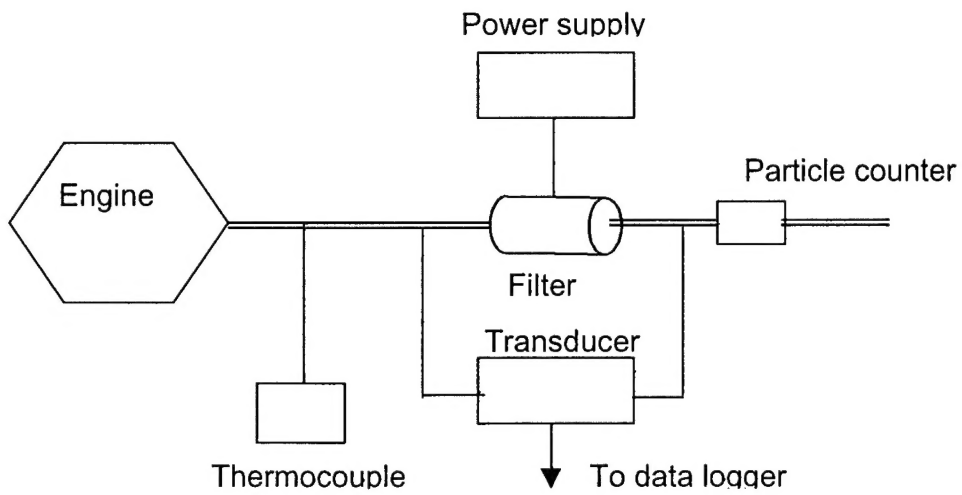 Power supply
Engine
Particle counter
Filter
Transducer
Thermocouple
To data logger